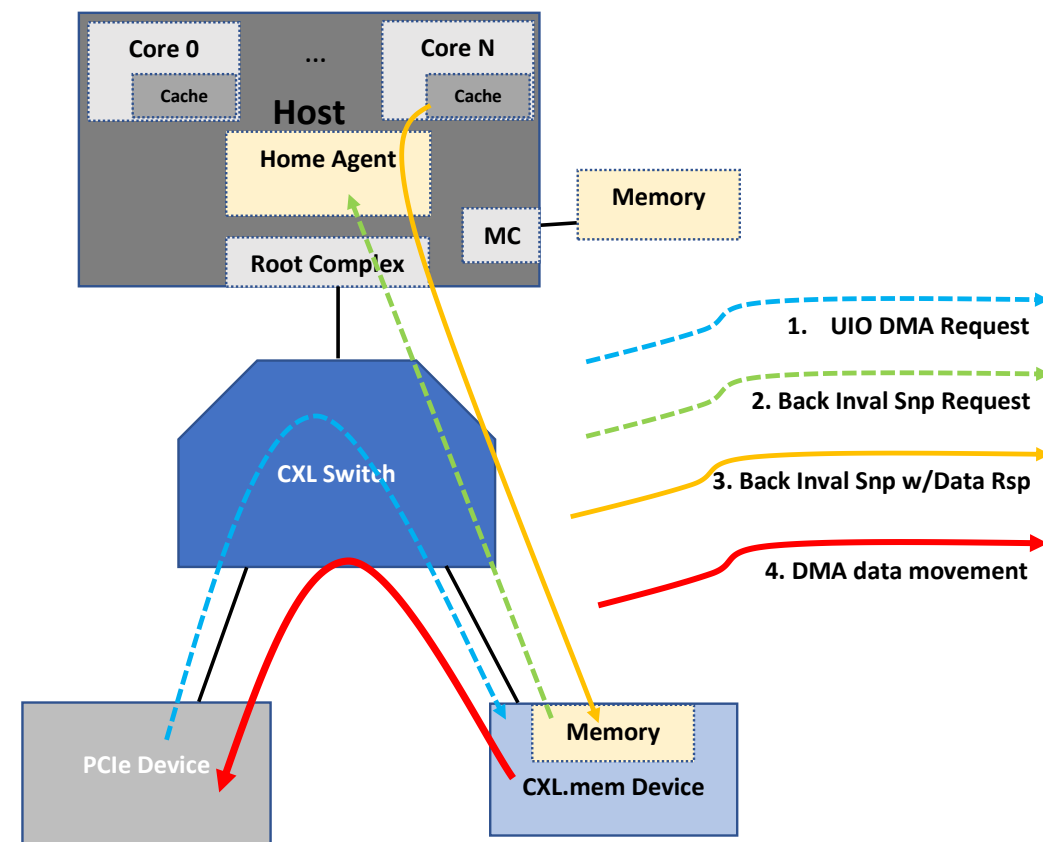 Core 0
...
Core N
Cache
Cache
Host
Home Agent
Memory
MC
Root Complex
1. UIO DMA Request
2. Back Inval Snp Request
CXL Switch
3. Back Inval Snp w/Data Rsp
4. DMA data movement
Memory
PCIe Device
CXL.mem Device